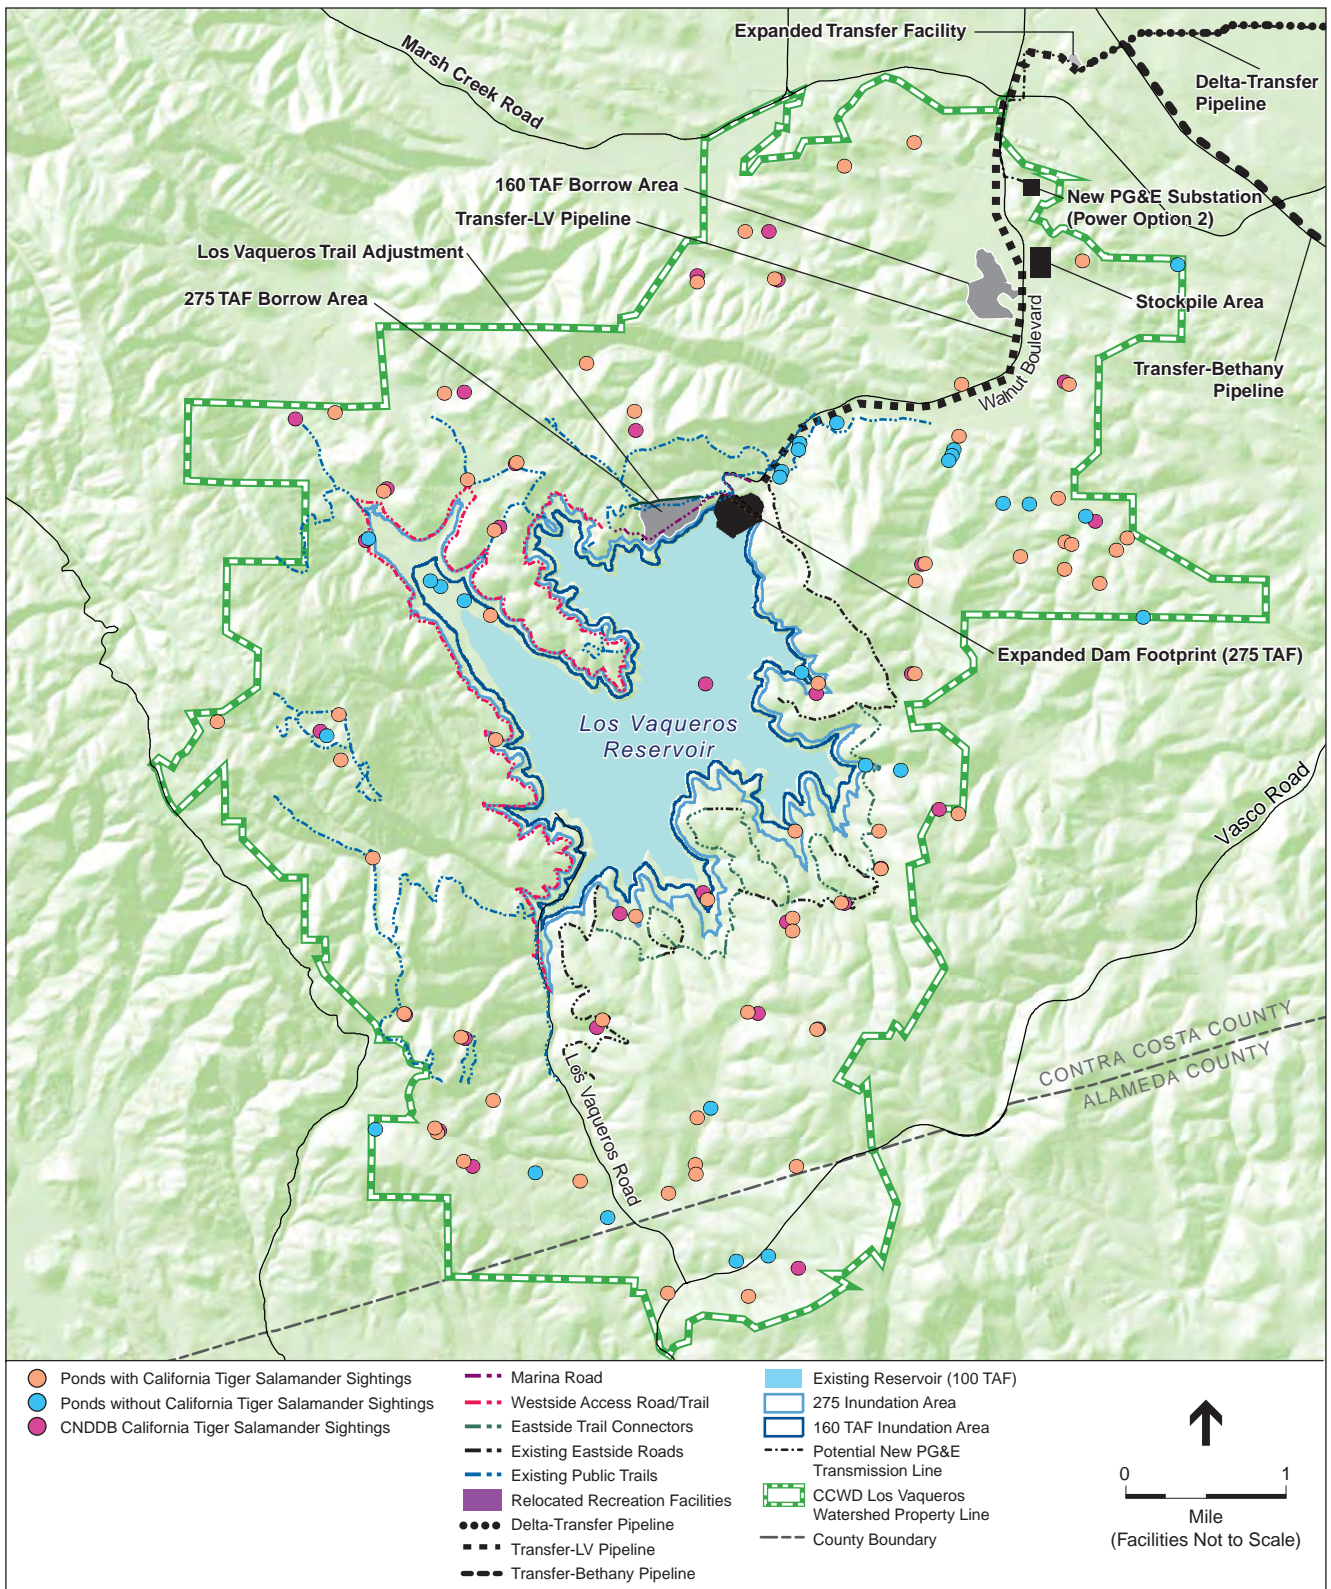 Expanded Transfer Facility
Marsh Creek Road
Delta-Transfer
Pipeline
160 TAF Borrow Area
New PG&E Substation
(Power Option 2)
Transfer-LV Pipeline
Los Vaqueros Trail Adjustment
275 TAF Borrow Area
Stockpile Area
Walnut Boulevard
Transfer-Bethany
Pipeline
Expanded Dam Footprint (275 TAF)
Los Vaqueros
Reservoir
Vasco Road
CONTRA COSTA COUNTY
ALAMEDA COUNTY
Los Vaqueros Road
Ponds with California Tiger Salamander Sightings
Ponds without California Tiger Salamander Sightings
CNDDB California Tiger Salamander Sightings
Marina Road
Westside Access Road/Trail
Eastside Trail Connectors
Existing Eastside Roads
Existing Public Trails
Relocated Recreation Facilities
Delta-Transfer Pipeline
Transfer-LV Pipeline
Transfer-Bethany Pipeline
Existing Reservoir (100 TAF)
275 Inundation Area
160 TAF Inundation Area
Potential New PG&E
Transmission Line
CCWD Los Vaqueros
Watershed Property Line
County Boundary
0 1
Mile
(Facilities Not to Scale)